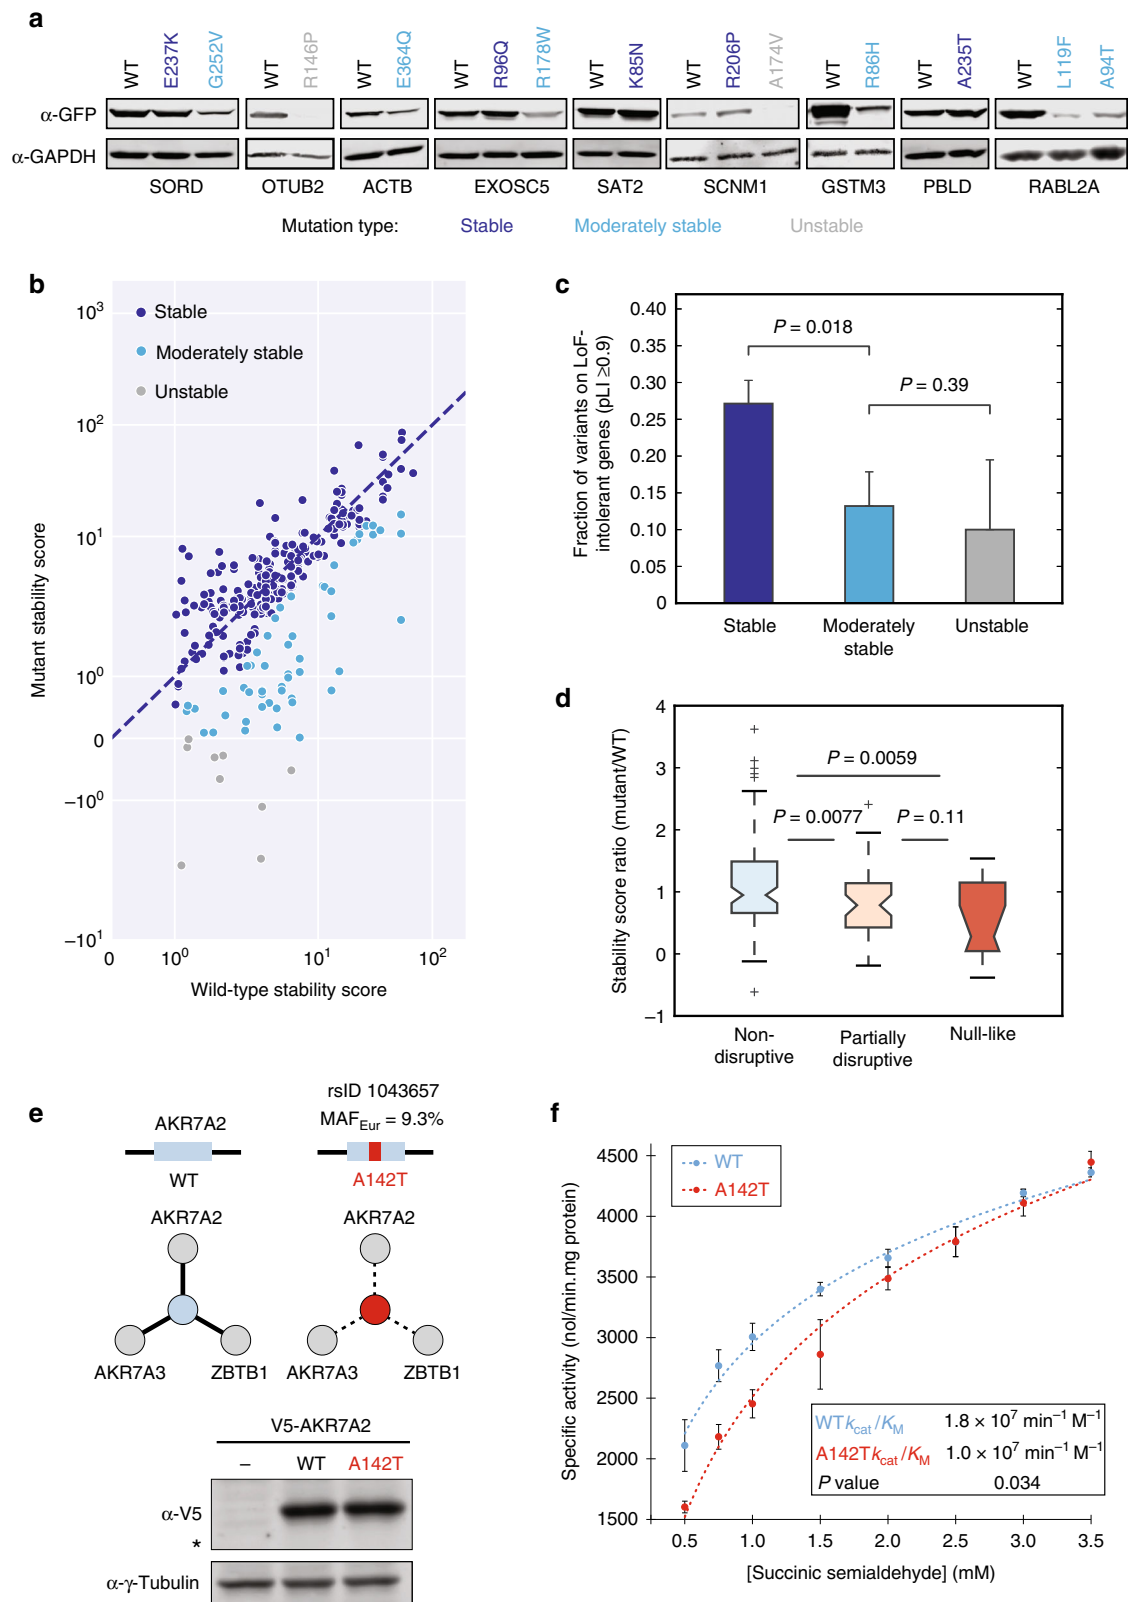 a
WT E237K G252V WT R146P WT E364Q WT R96Q R178W WT K85N WT R206P A174V WT R86H WT A235T WT L119F A94T
α-GFP
α-GAPDH
SORD OTUB2 ACTB EXOSC5 SAT2 SCNM1 GSTM3 PBLD RABL2A
Mutation type: Stable Moderately stable Unstable
b
10³
10²
10¹
10⁰
0
−10⁰
−10¹
Mutant stability score
Stable
Moderately stable
Unstable
0 10⁰ 10¹ 10²
Wild-type stability score
c
0.40
0.35
0.30
0.25
0.20
0.15
0.10
0.05
0
Fraction of variants on LoF-
intolerant genes (pLI ≥0.9)
P = 0.018
P = 0.39
Stable Moderately Unstable
stable
d
4
3
2
1
0
−1
Stability score ratio (mutant/WT)
P = 0.0059
P = 0.0077 P = 0.11
Non- Partially Null-like
disruptive disruptive
e
rsID 1043657
AKR7A2 MAF_Eur = 9.3%
WT A142T
AKR7A2 AKR7A2
AKR7A3 ZBTB1 AKR7A3 ZBTB1
V5-AKR7A2
– WT A142T
α-V5
*
α-γ-Tubulin
f
4500
4000
3500
3000
2500
2000
1500
Specific activity (nol/min.mg protein)
WT
A142T
WT k_cat/K_M 1.8 × 10⁷ min⁻¹ M⁻¹
A142T k_cat/K_M 1.0 × 10⁷ min⁻¹ M⁻¹
P value 0.034
0.5 1.0 1.5 2.0 2.5 3.0 3.5
[Succinic semialdehyde] (mM)